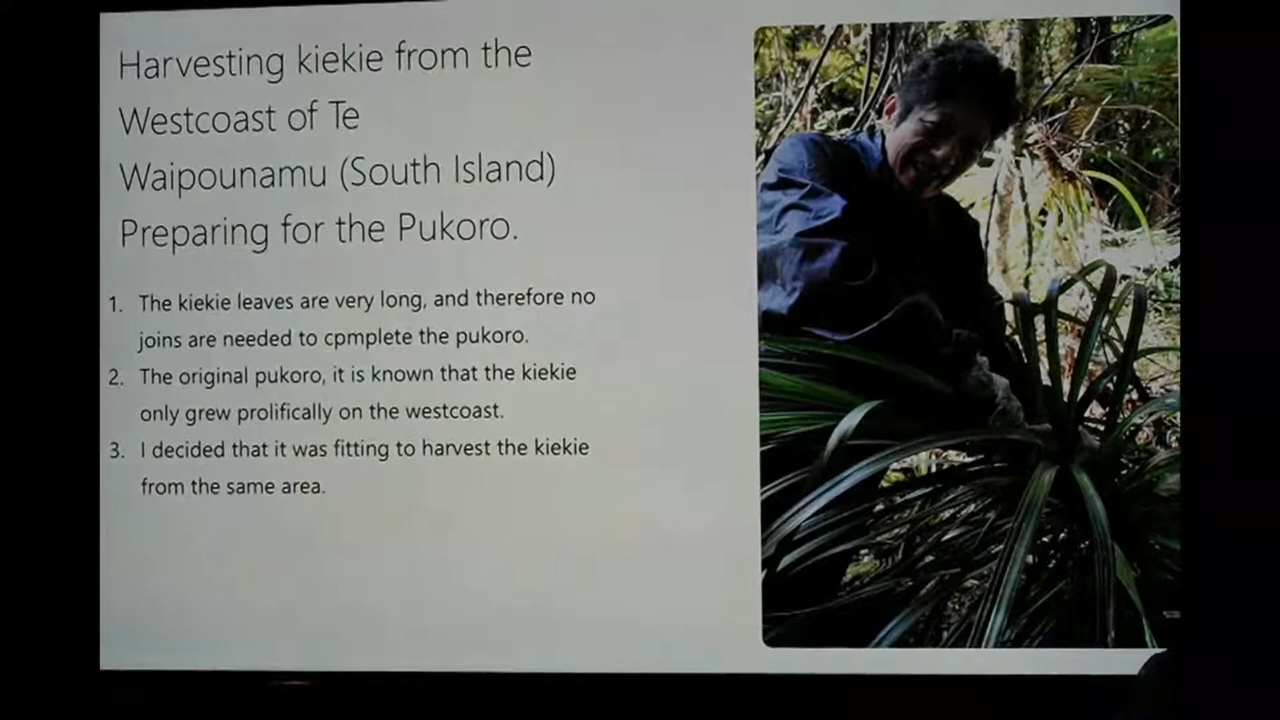 Harvesting kiekie from the
Westcoast of Te
Waipounamu (South Island)
Preparing for the Pukoro.
1. The kiekie leaves are very long, and therefore no
joins are needed to cpmplete the pukoro.
2. The original pukoro, it is known that the kiekie
only grew prolifically on the westcoast.
3. I decided that it was fitting to harvest the kiekie
from the same area.